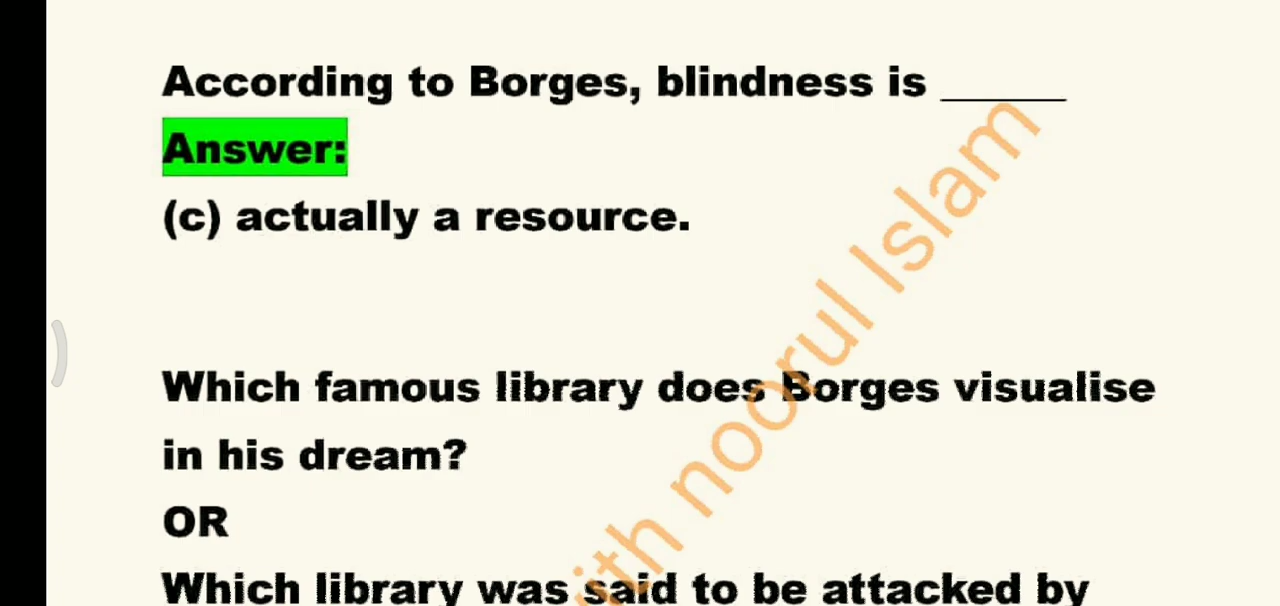 According to Borges, blindness is ______
Answer:
(c) actually a resource.
Which famous library does Borges visualise
in his dream?
OR
Which library was said to be attacked by
ith noorul Islam